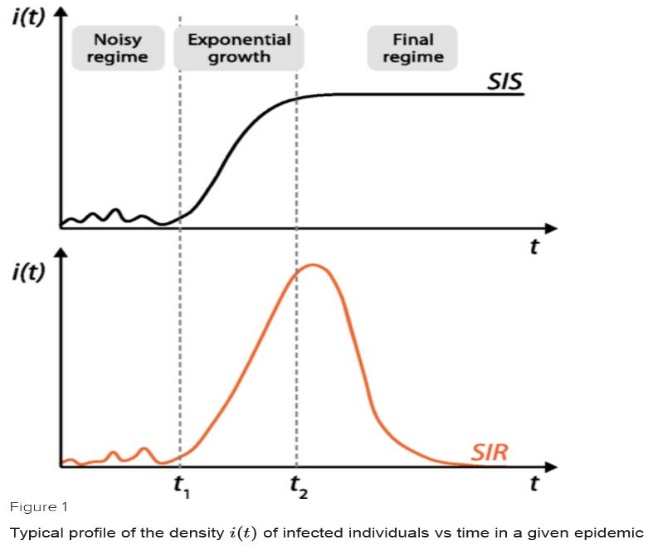 i(t)
Noisy
regime
Exponential
growth
Final
regime
SIS
t
i(t)
SIR
t₁
t₂
t
Figure 1
Typical profile of the density i(t) of infected individuals vs time in a given epidemic